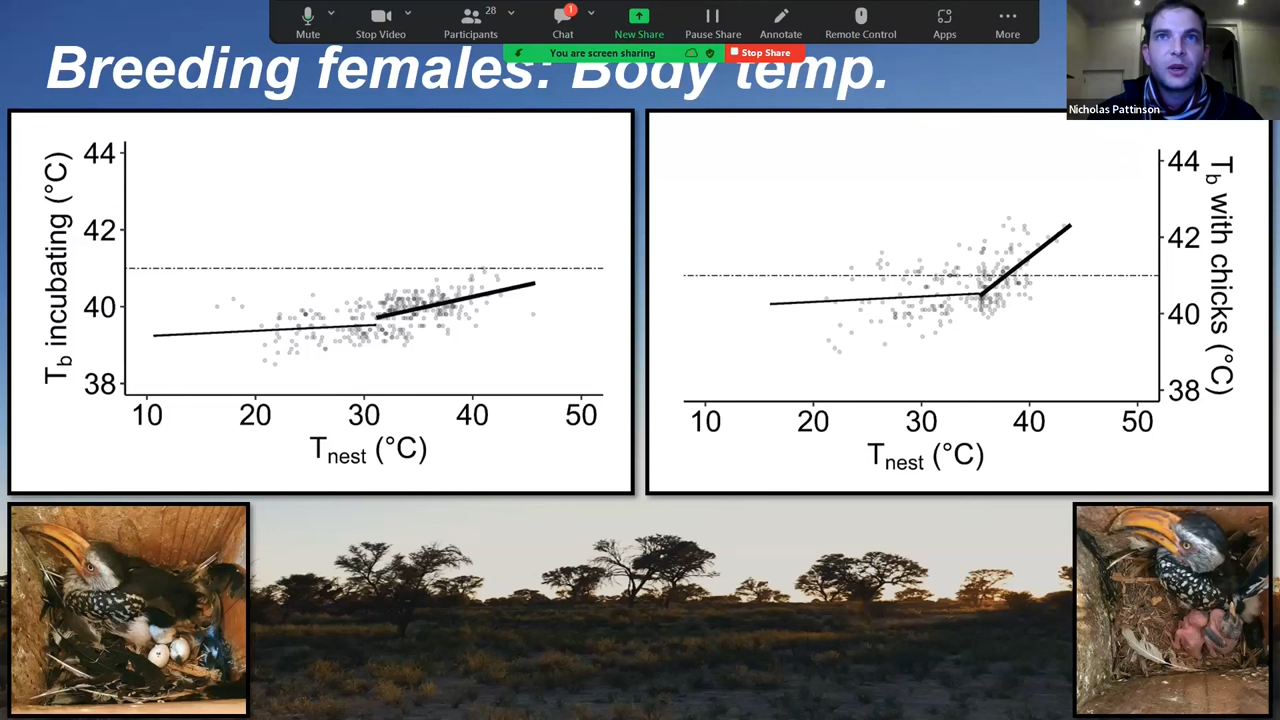 Mute
Stop Video
28
Participants
1
Chat
New Share
Pause Share
Annotate
Remote Control
Apps
More
You are screen sharing
Stop Share
Nicholas Pattinson
Breeding females: Body temp.
Tb incubating (°C)
44
42
40
38
10 20 30 40 50
Tnest (°C)
44
42
40
38
Tb with chicks (°C)
10 20 30 40 50
Tnest (°C)